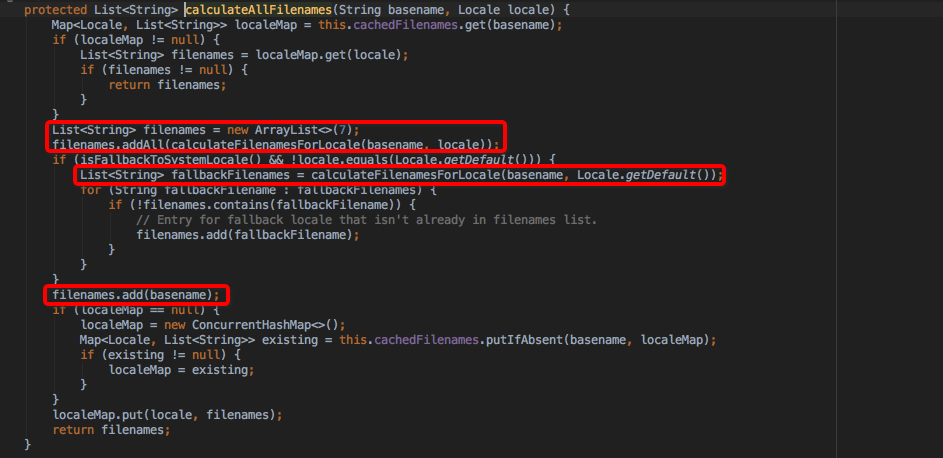 protected List<String> calculateAllFilenames(String basename, Locale locale) {
    Map<Locale, List<String>> localeMap = this.cachedFilenames.get(basename);
    if (localeMap != null) {
        List<String> filenames = localeMap.get(locale);
        if (filenames != null) {
            return filenames;
        }
    }
    List<String> filenames = new ArrayList<>(7);
    filenames.addAll(calculateFilenamesForLocale(basename, locale));
    if (isFallbackToSystemLocale() && !locale.equals(Locale.getDefault())) {
        List<String> fallbackFilenames = calculateFilenamesForLocale(basename, Locale.getDefault());
        for (String fallbackFilename : fallbackFilenames) {
            if (!filenames.contains(fallbackFilename)) {
                // Entry for fallback locale that isn't already in filenames list.
                filenames.add(fallbackFilename);
            }
        }
    }
    filenames.add(basename);
    if (localeMap == null) {
        localeMap = new ConcurrentHashMap<>();
        Map<Locale, List<String>> existing = this.cachedFilenames.putIfAbsent(basename, localeMap);
        if (existing != null) {
            localeMap = existing;
        }
    }
    localeMap.put(locale, filenames);
    return filenames;
}